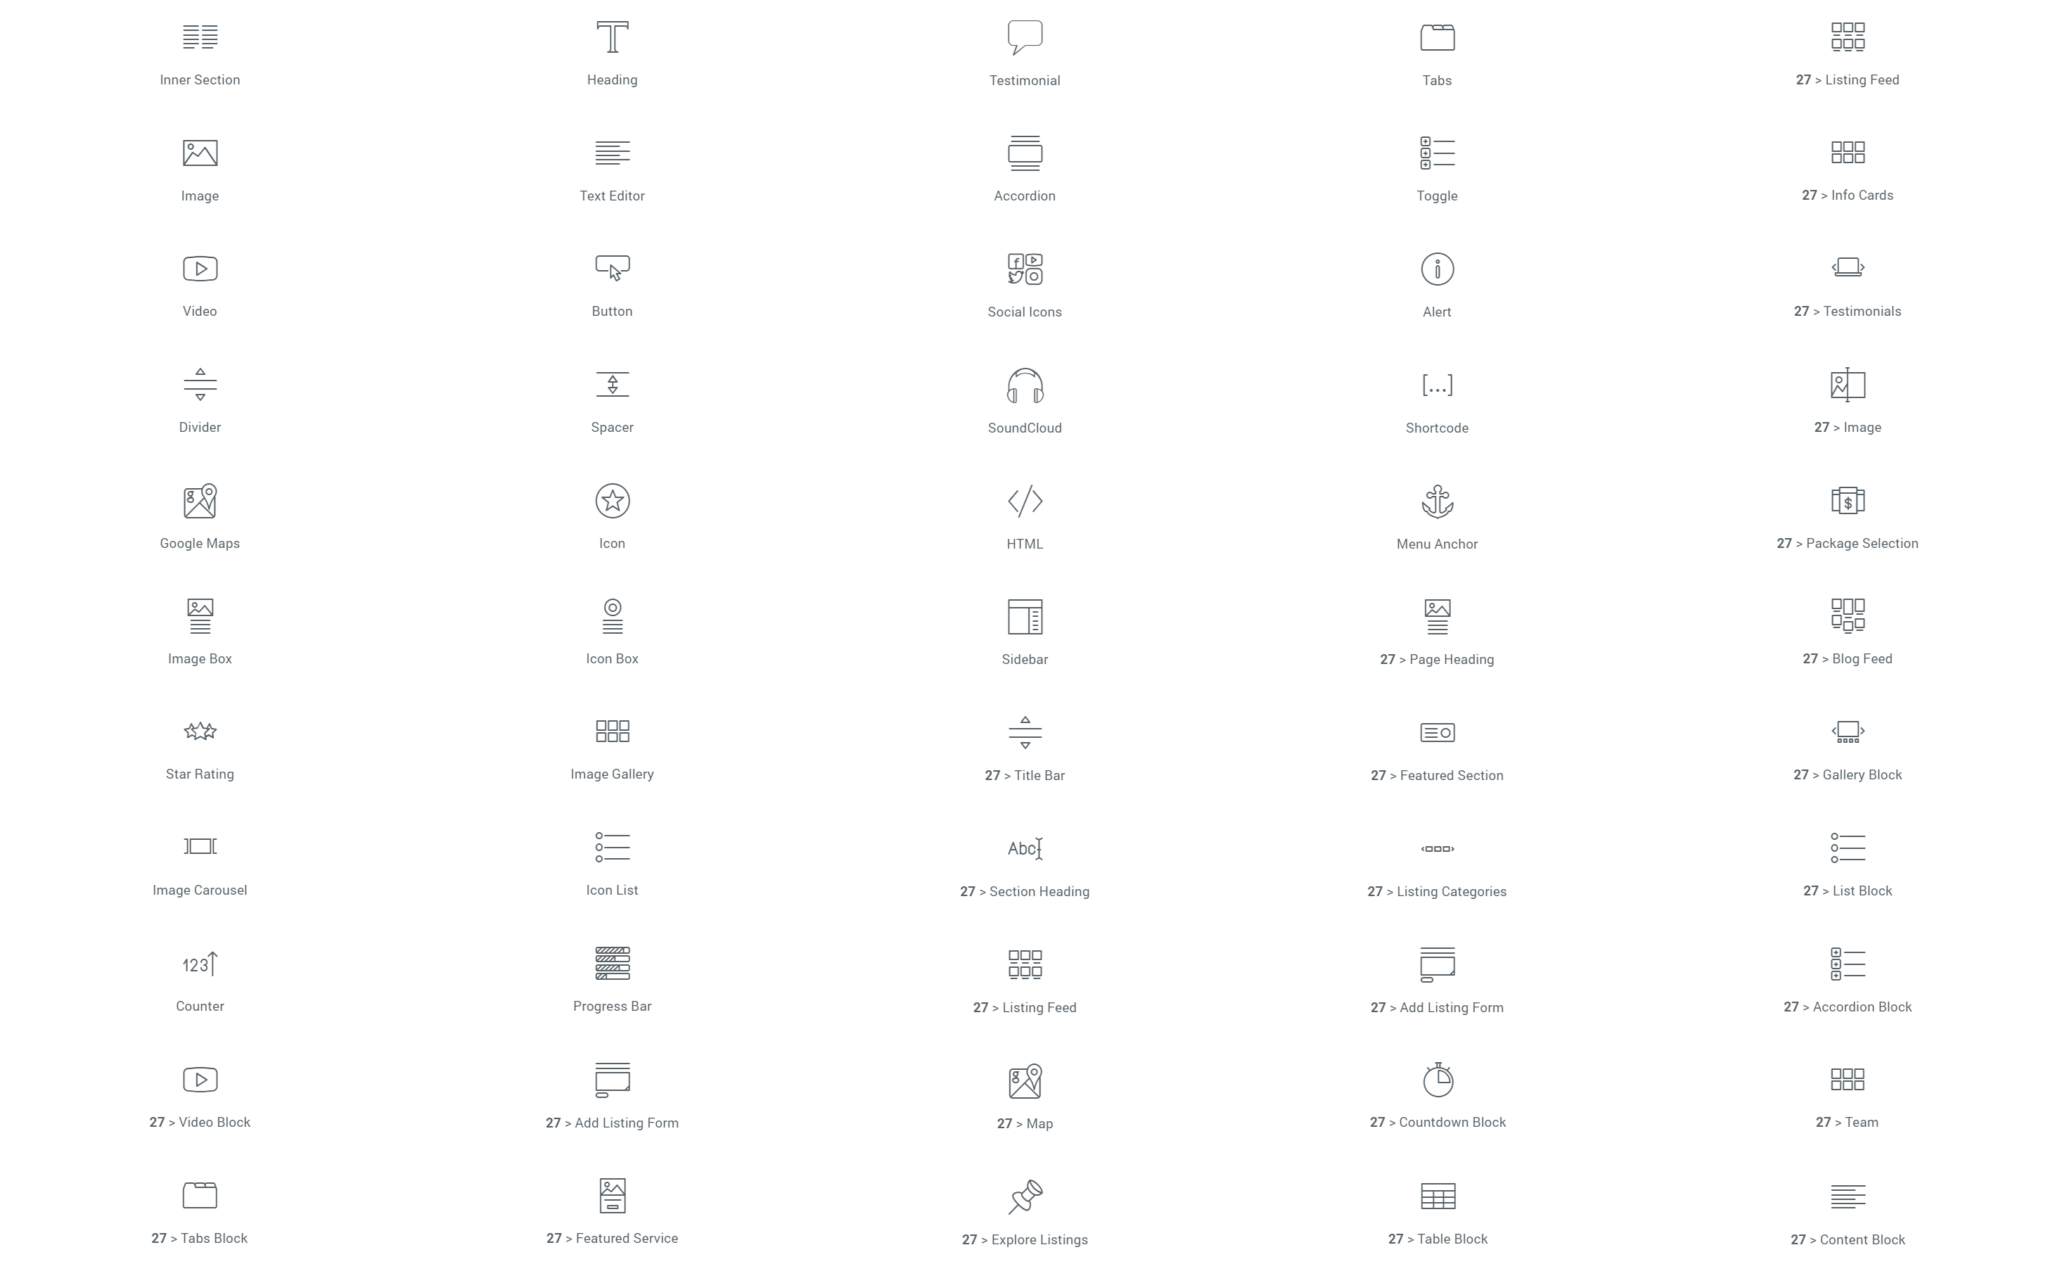 Inner Section
Heading
Testimonial
Tabs
27 > Listing Feed
Image
Text Editor
Accordion
Toggle
27 > Info Cards
Video
Button
Social Icons
Alert
27 > Testimonials
Divider
Spacer
SoundCloud
[...]
Shortcode
27 > Image
Google Maps
Icon
HTML
Menu Anchor
$
27 > Package Selection
Image Box
Icon Box
Sidebar
27 > Page Heading
27 > Blog Feed
Star Rating
Image Gallery
27 > Title Bar
27 > Featured Section
27 > Gallery Block
Image Carousel
Icon List
Abc
27 > Section Heading
27 > Listing Categories
27 > List Block
123
Counter
Progress Bar
27 > Listing Feed
27 > Add Listing Form
27 > Accordion Block
27 > Video Block
27 > Add Listing Form
27 > Map
27 > Countdown Block
27 > Team
27 > Tabs Block
27 > Featured Service
27 > Explore Listings
27 > Table Block
27 > Content Block